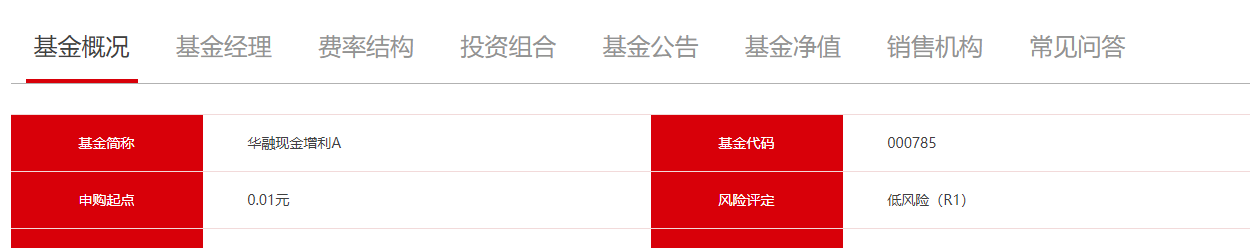 基金概况 基金经理 费率结构 投资组合 基金公告 基金净值 销售机构 常见问答
基金简称 华融现金增利A 基金代码 000785
申购起点 0.01元 风险评定 低风险（R1）